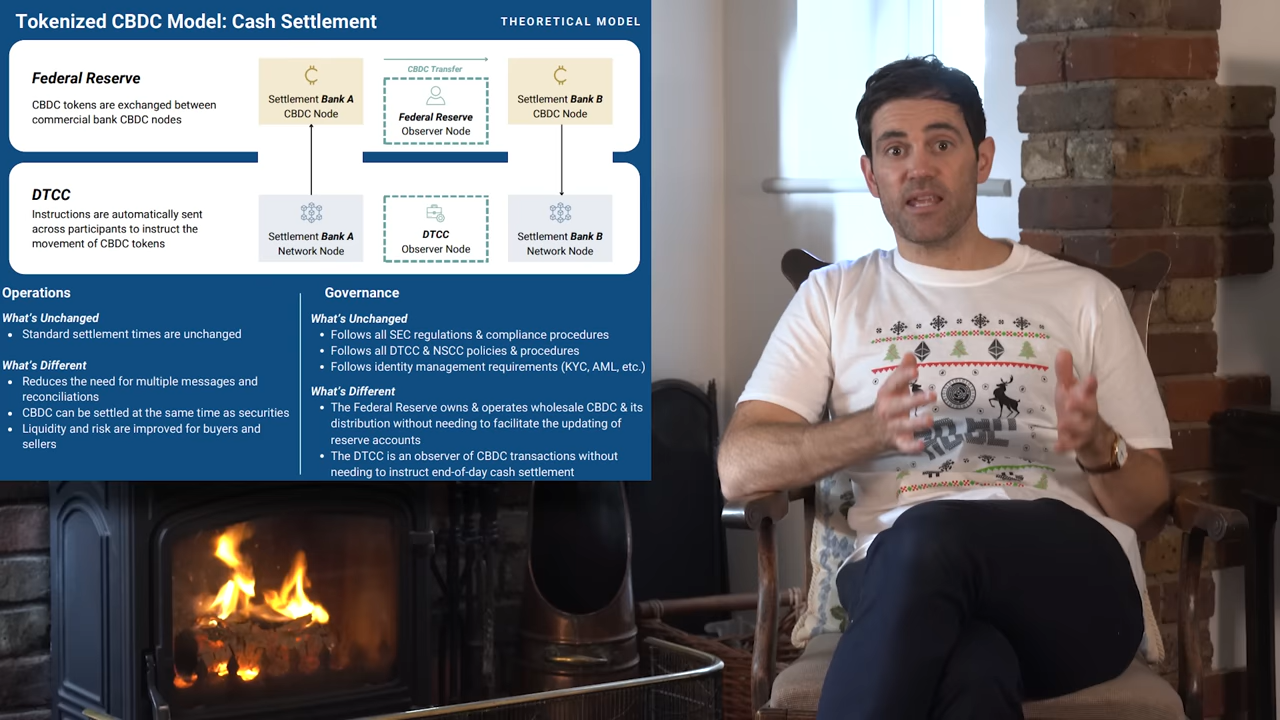 Tokenized CBDC Model: Cash Settlement
THEORETICAL MODEL
Federal Reserve
CBDC tokens are exchanged between
commercial bank CBDC nodes
Settlement Bank A
CBDC Node
CBDC Transfer
Federal Reserve
Observer Node
Settlement Bank B
CBDC Node
DTCC
Instructions are automatically sent
across participants to instruct the
movement of CBDC tokens
Settlement Bank A
Network Node
DTCC
Observer Node
Settlement Bank B
Network Node
Operations
What's Unchanged
• Standard settlement times are unchanged
What's Different
• Reduces the need for multiple messages and
reconciliations
• CBDC can be settled at the same time as securities
• Liquidity and risk are improved for buyers and
sellers
Governance
What's Unchanged
• Follows all SEC regulations & compliance procedures
• Follows all DTCC & NSCC policies & procedures
• Follows identity management requirements (KYC, AML, etc.)
What's Different
• The Federal Reserve owns & operates wholesale CBDC & its
distribution without needing to facilitate the updating of
reserve accounts
• The DTCC is an observer of CBDC transactions without
needing to instruct end-of-day cash settlement